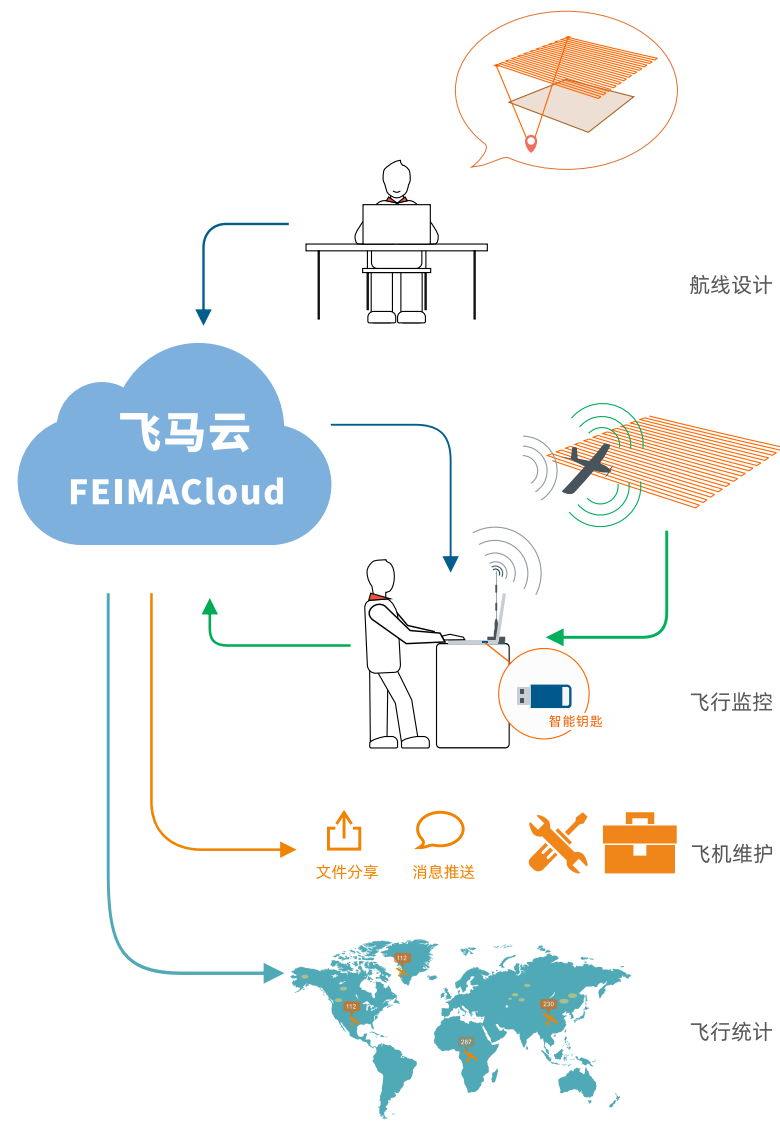 航线设计
飞马云
FEIMACloud
智能钥匙
飞行监控
文件分享
消息推送
飞机维护
112
112
230
287
飞行统计